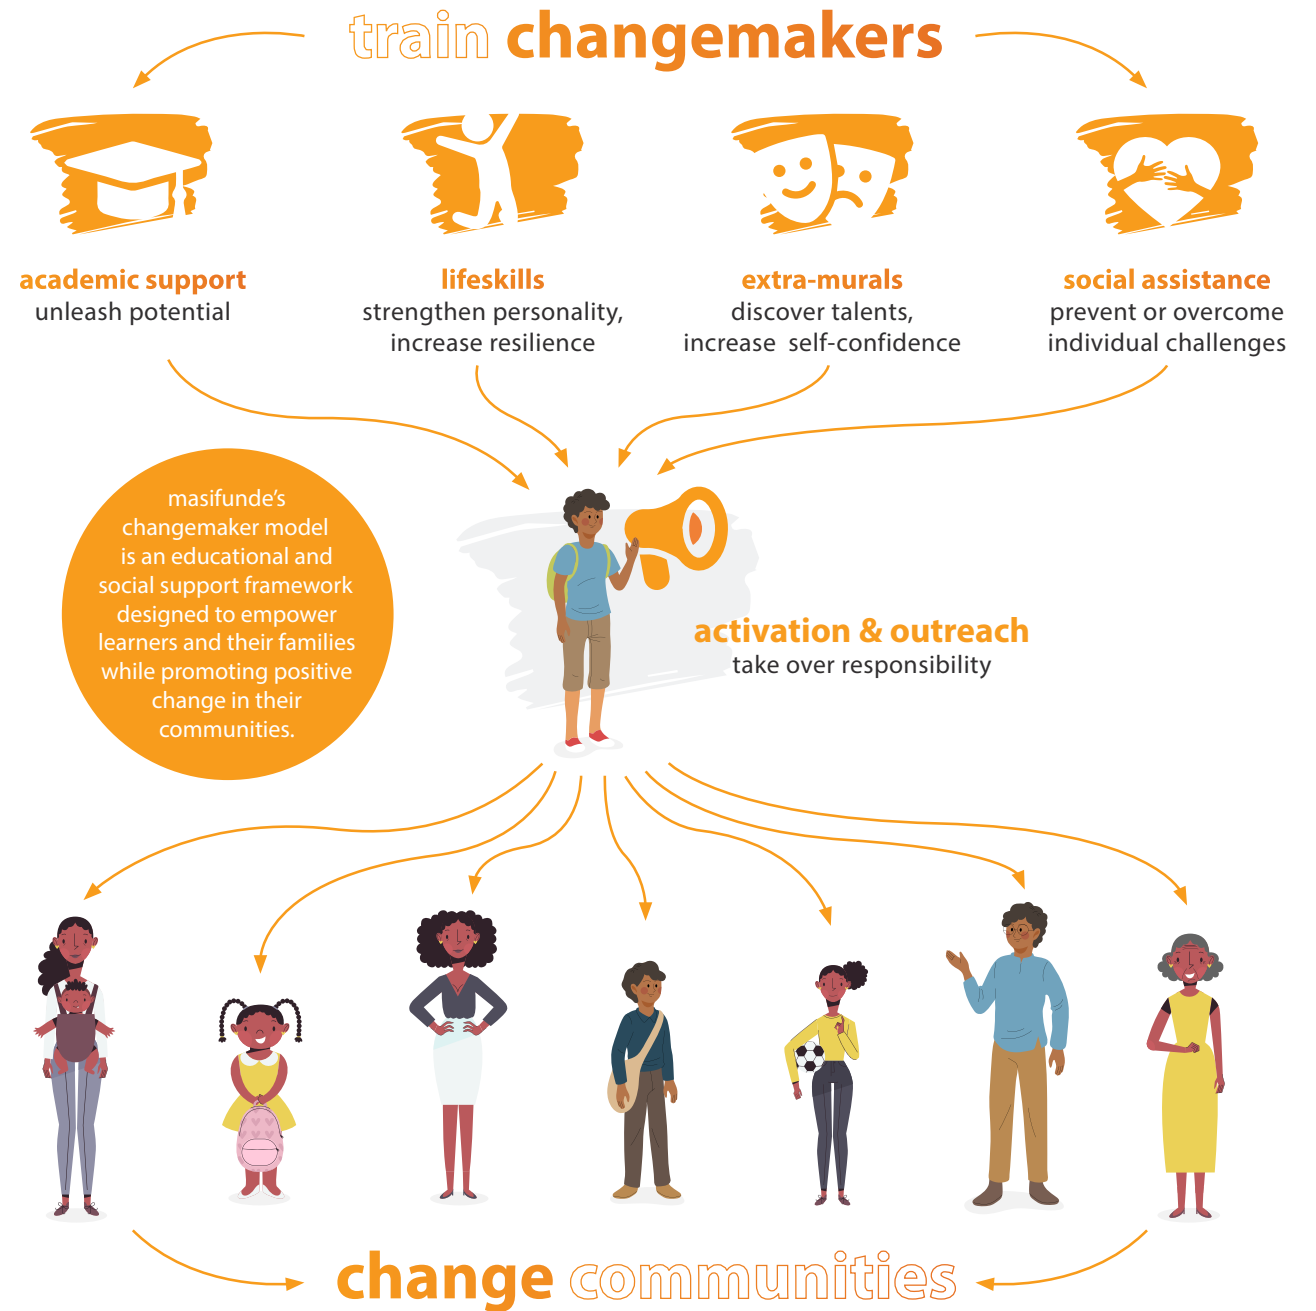 train changemakers
academic support
unleash potential
lifeskills
strengthen personality,
increase resilience
extra-murals
discover talents,
increase self-confidence
social assistance
prevent or overcome
individual challenges
masifunde's
changemaker model
is an educational and
social support framework
designed to empower
learners and their families
while promoting positive
change in their
communities.
activation & outreach
take over responsibility
change communities